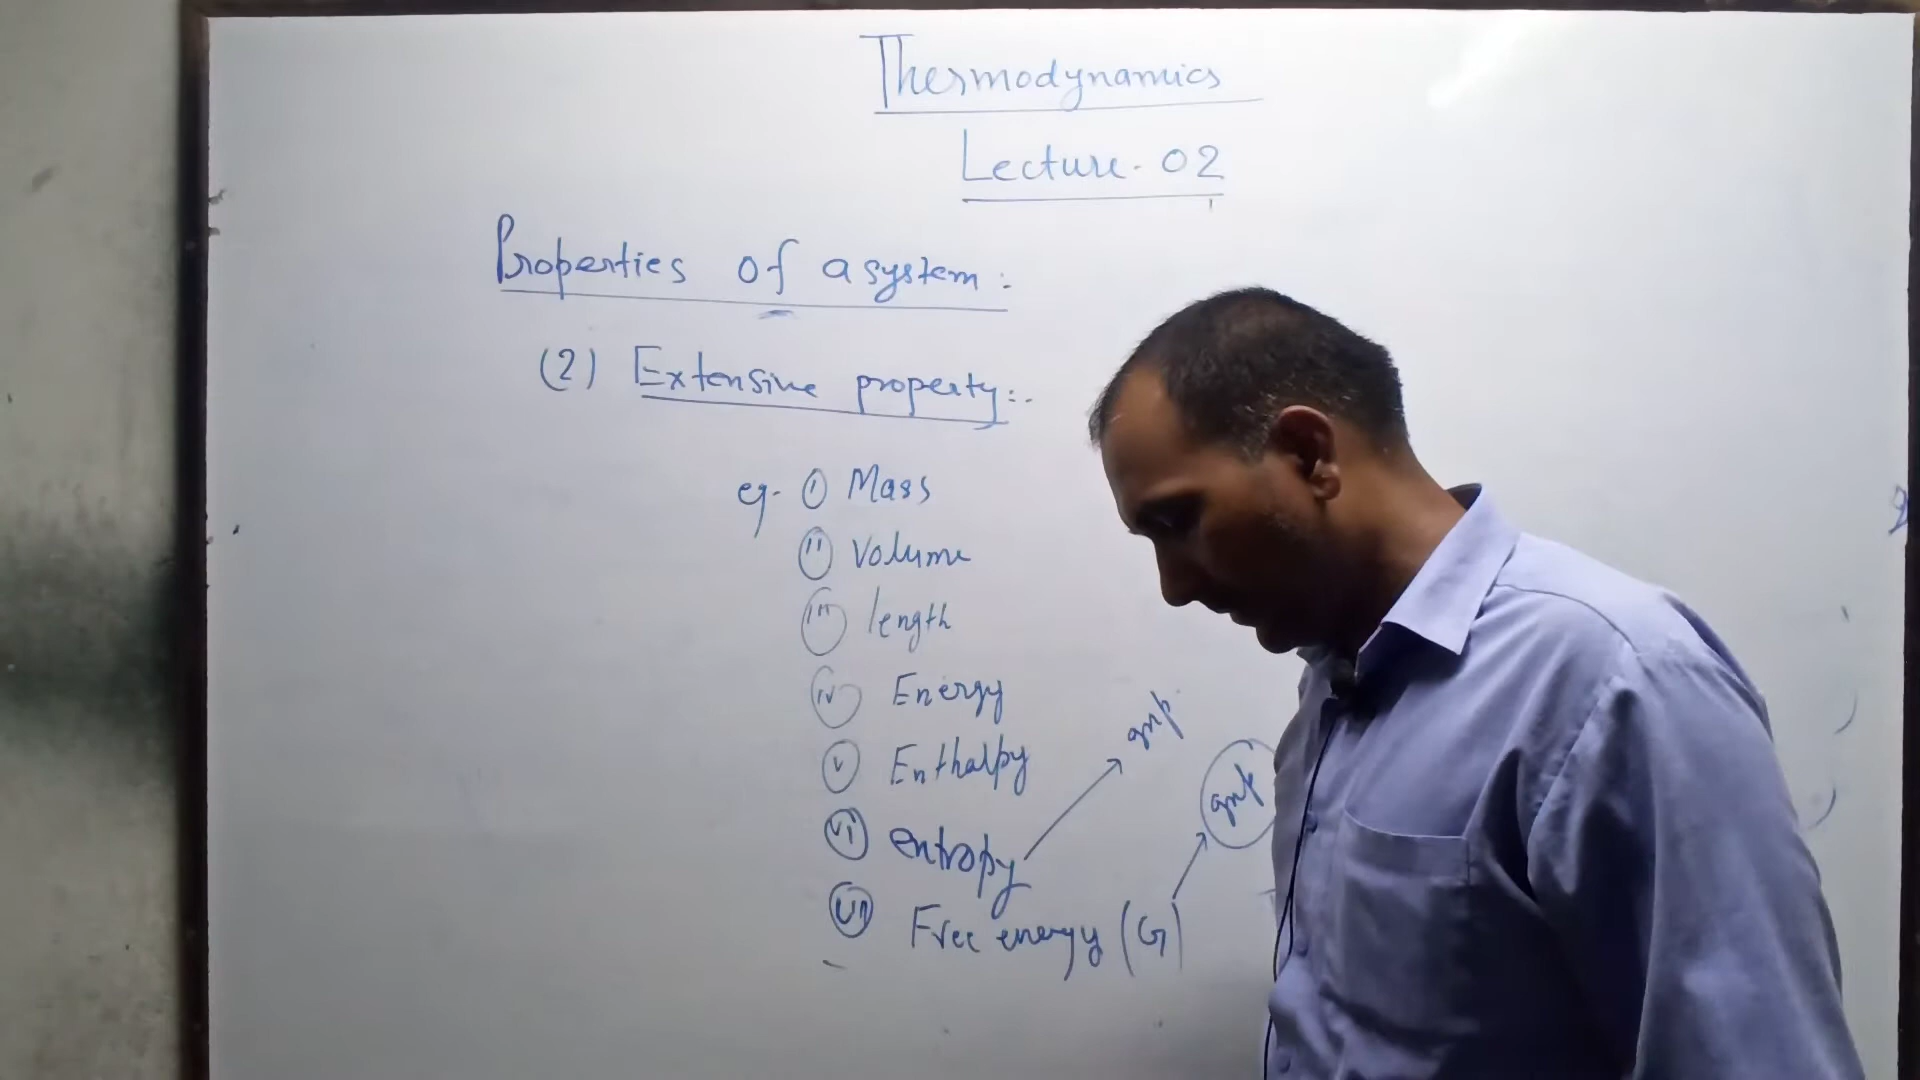 Thermodynamics
Lecture-02
Properties of a system:
(2) Extensive property:-
eg- (i) Mass
(ii) Volume
(iii) length
(iv) Energy
(v) Enthalpy
(vi) entropy
(vii) Free energy (G)